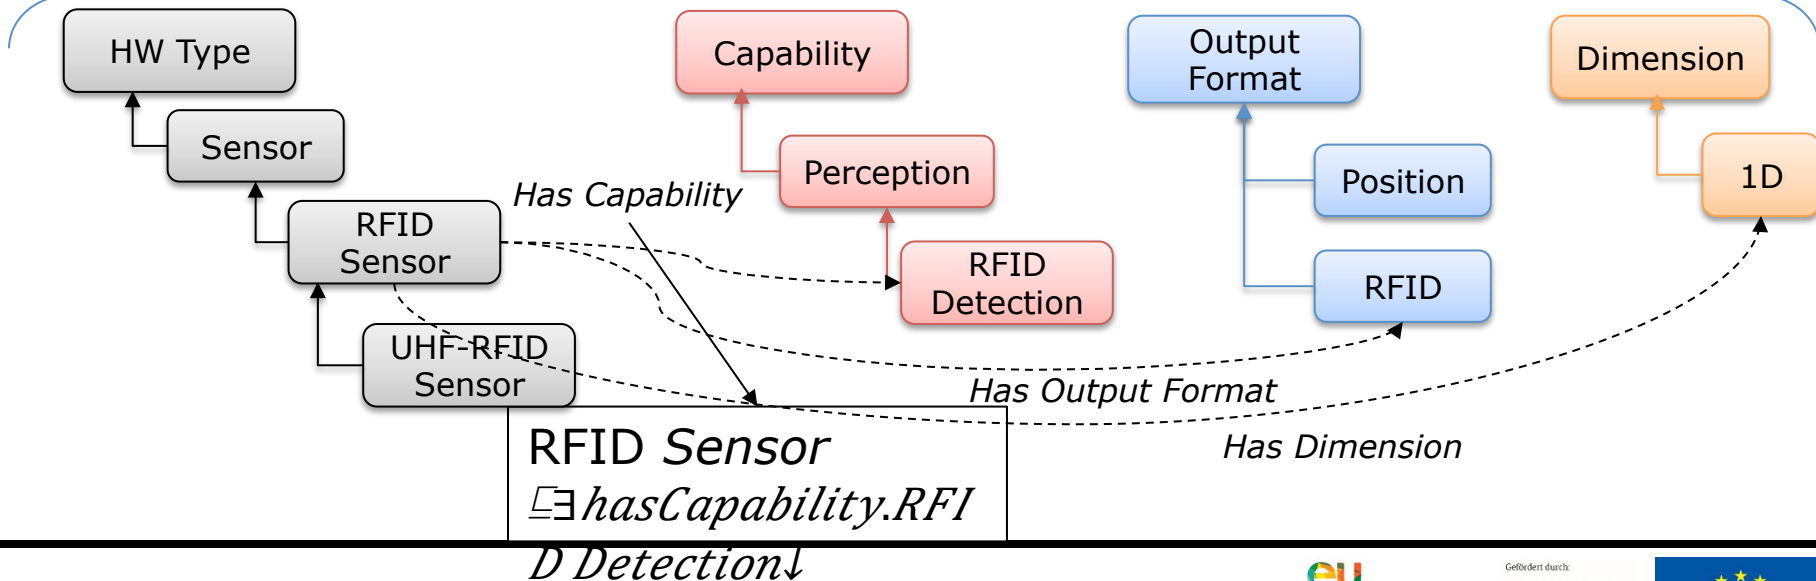 HW Type
Capability
Output
Format
Dimension
Sensor
Perception
Position
1D
Has Capability
RFID
Sensor
RFID
Detection
RFID
UHF-RFID
Sensor
Has Output Format
Has Dimension
RFID Sensor
⊑∃hasCapability.RFI
D Detection↓
eu
Gefördert durch: